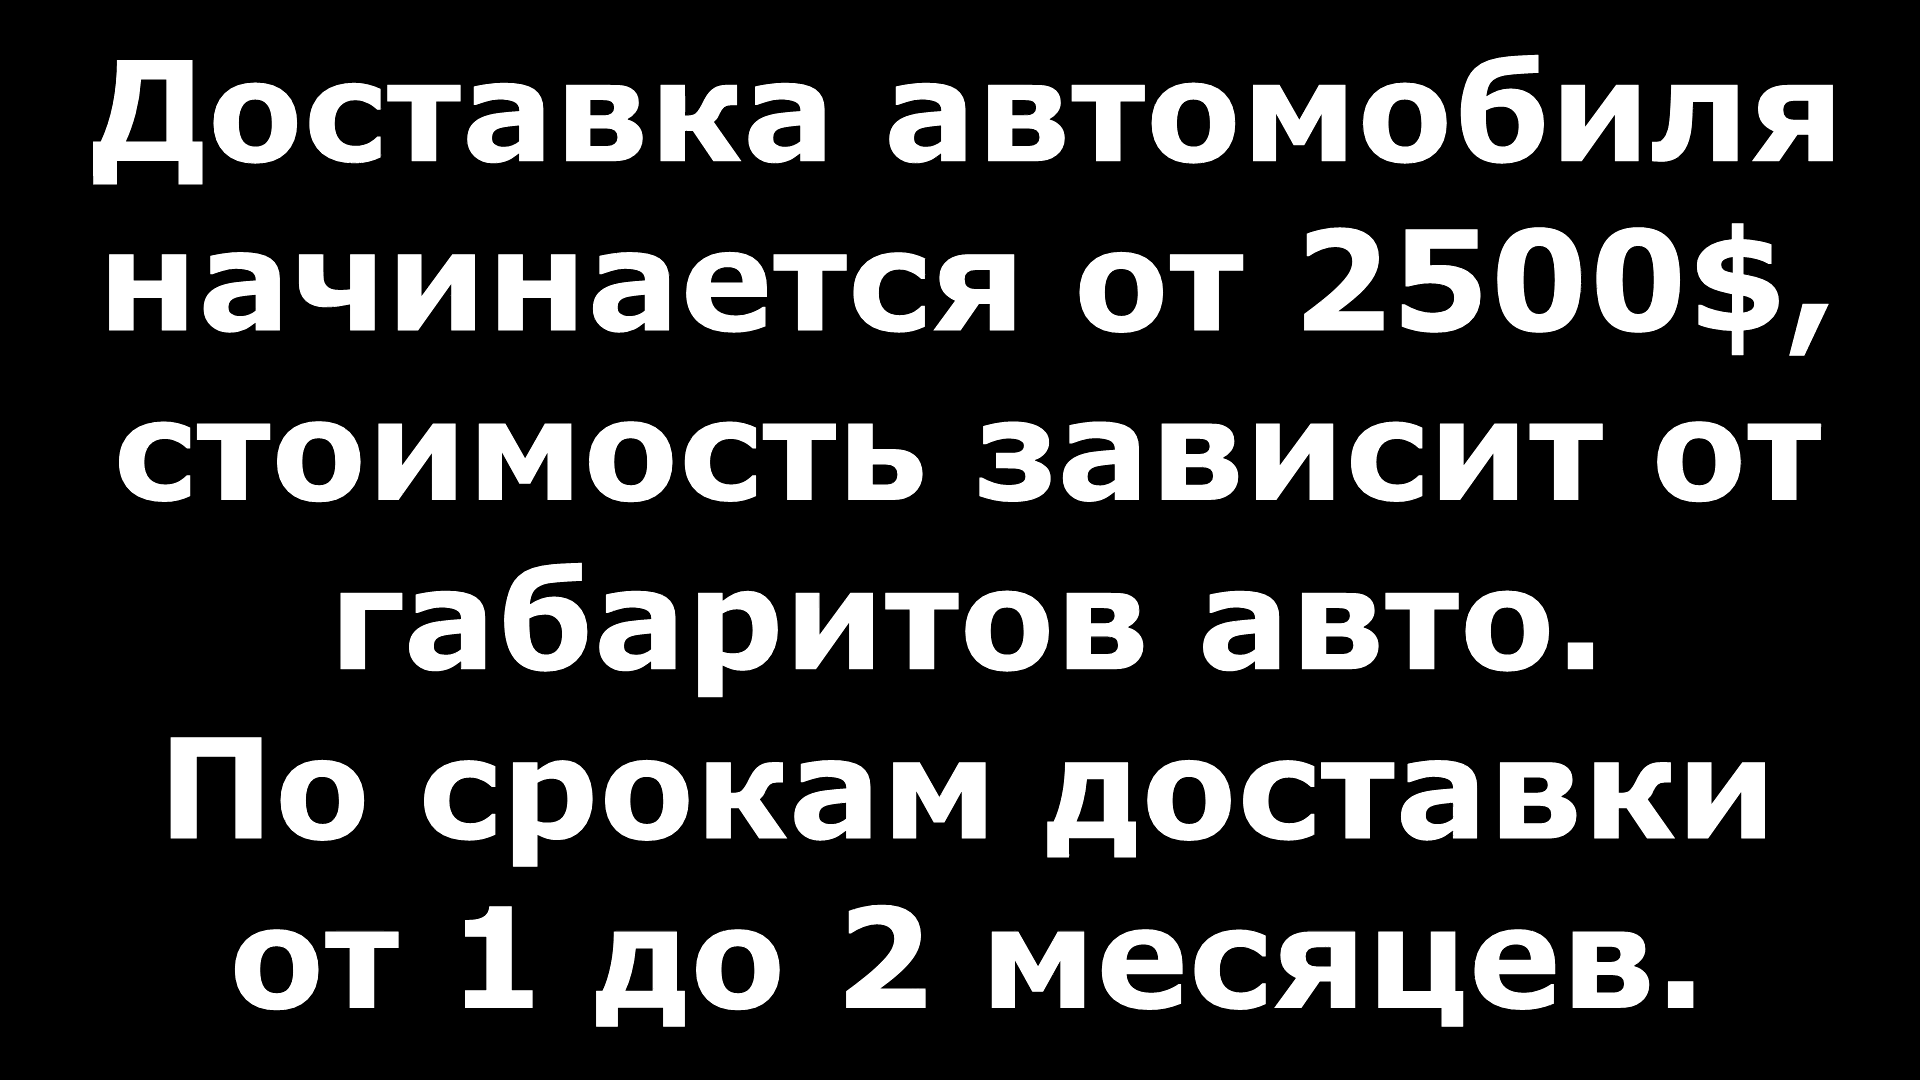 Доставка автомобиля
начинается от 2500$,
стоимость зависит от
габаритов авто.
По срокам доставки
от 1 до 2 месяцев.